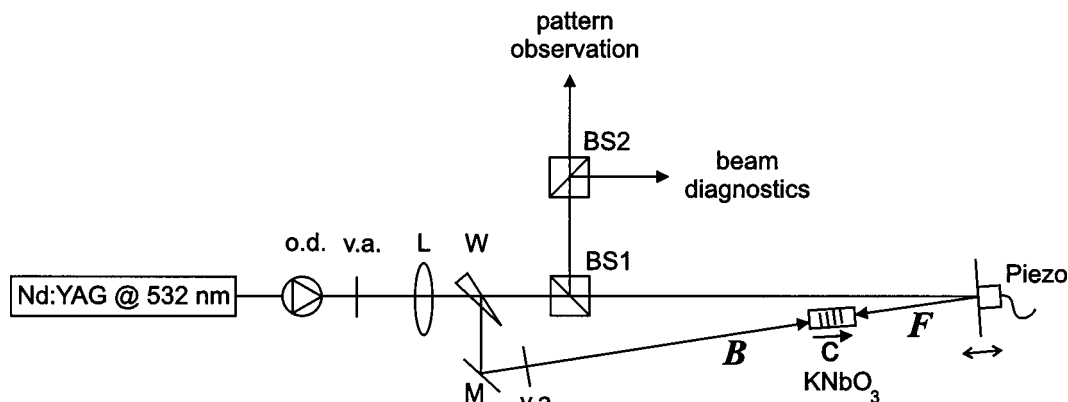 pattern
observation
BS2
beam
diagnostics
o.d.
v.a.
L
W
BS1
Piezo
Nd:YAG @ 532 nm
F
B
C
KNbO3
M
v.a.